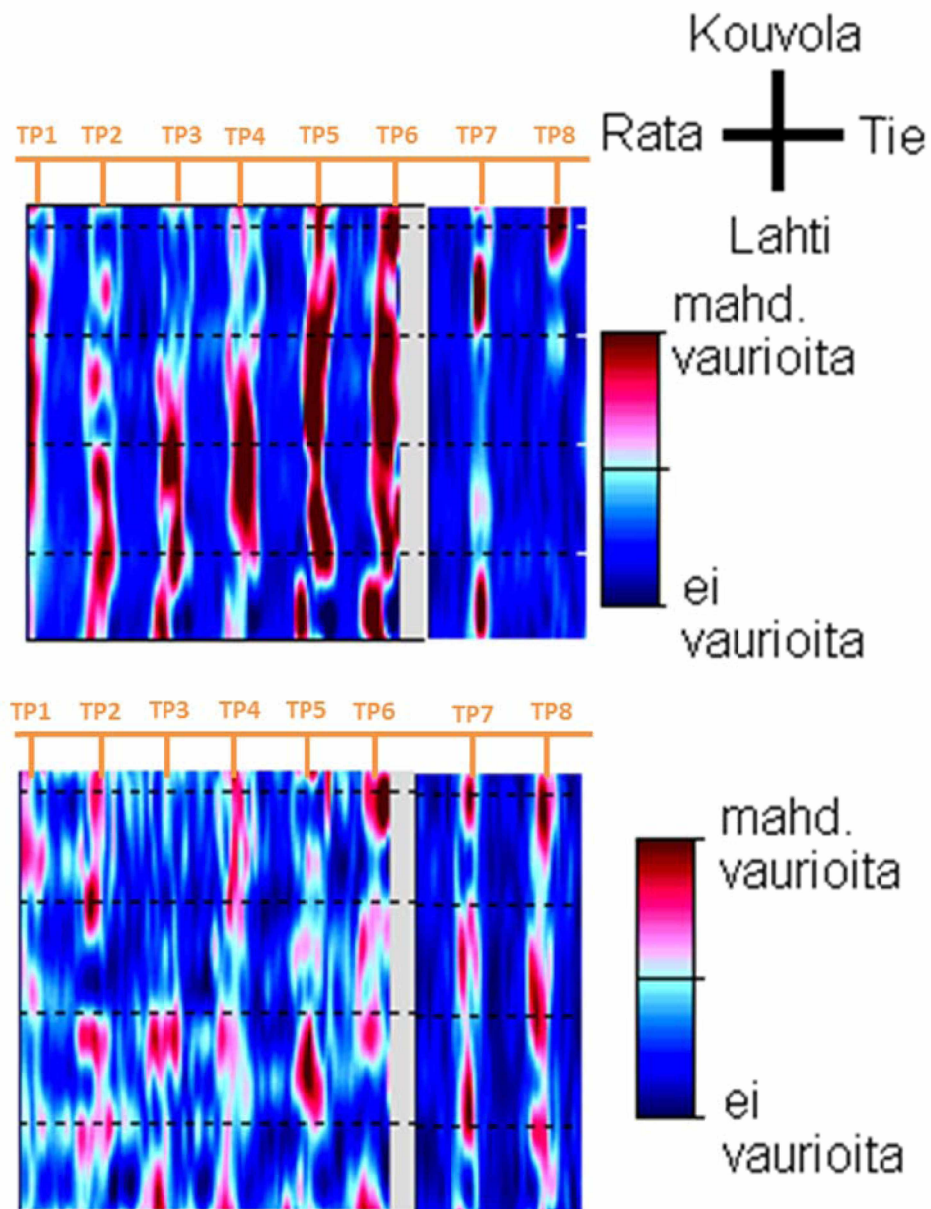 Kouvola
Rata
Tie
Lahti
TP1 TP2 TP3 TP4 TP5 TP6 TP7 TP8
mahd.
vaurioita
ei
vaurioita
TP1 TP2 TP3 TP4 TP5 TP6 TP7 TP8
mahd.
vaurioita
ei
vaurioita